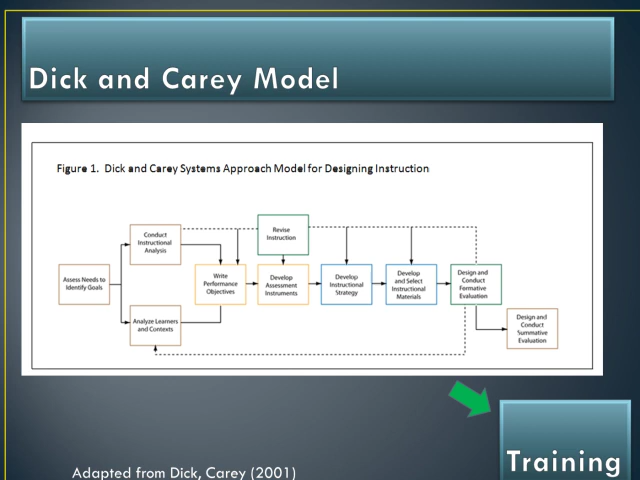 Dick and Carey Model
Figure 1. Dick and Carey Systems Approach Model for Designing Instruction
Conduct
Instructional
Analysis
Revise
Instruction
Assess Needs to
Identify Goals
Write
Performance
Objectives
Develop
Assessment
Instruments
Develop
Instructional
Strategy
Develop
and Select
Instructional
Materials
Design and
Conduct
Formative
Evaluation
Analyze Learners
and Contexts
Design and
Conduct
Summative
Evaluation
Training
Adapted from Dick, Carey (2001)